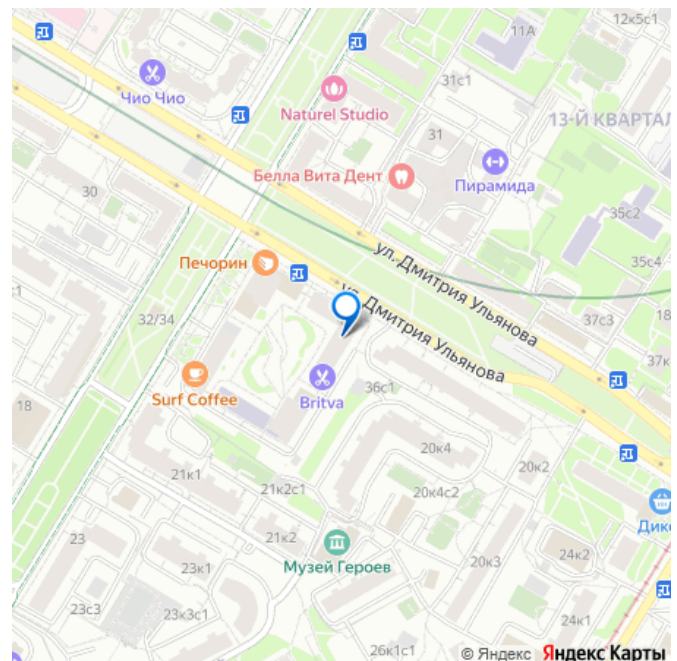 12к5с1
11А
Чио Чио
31с1
Naturel Studio
13-Й КВАРТАЛ
31
Белла Вита Дент
Пирамида
30
35с2
ул. Дмитрия Ульянова
35с4
Печорин
ул. Дмитрия Ульянова
32/34
37с3
18
37к
Surf Coffee
Britva
36с1
18
20к4
20к2
21к1
21к2с1
20к4с2
Дикс
23
21к2
Музей Героев
20к3
24к2
23к1
23с3
23к3с1
24к1
26к1с1
© Яндекс Яндекс Карты